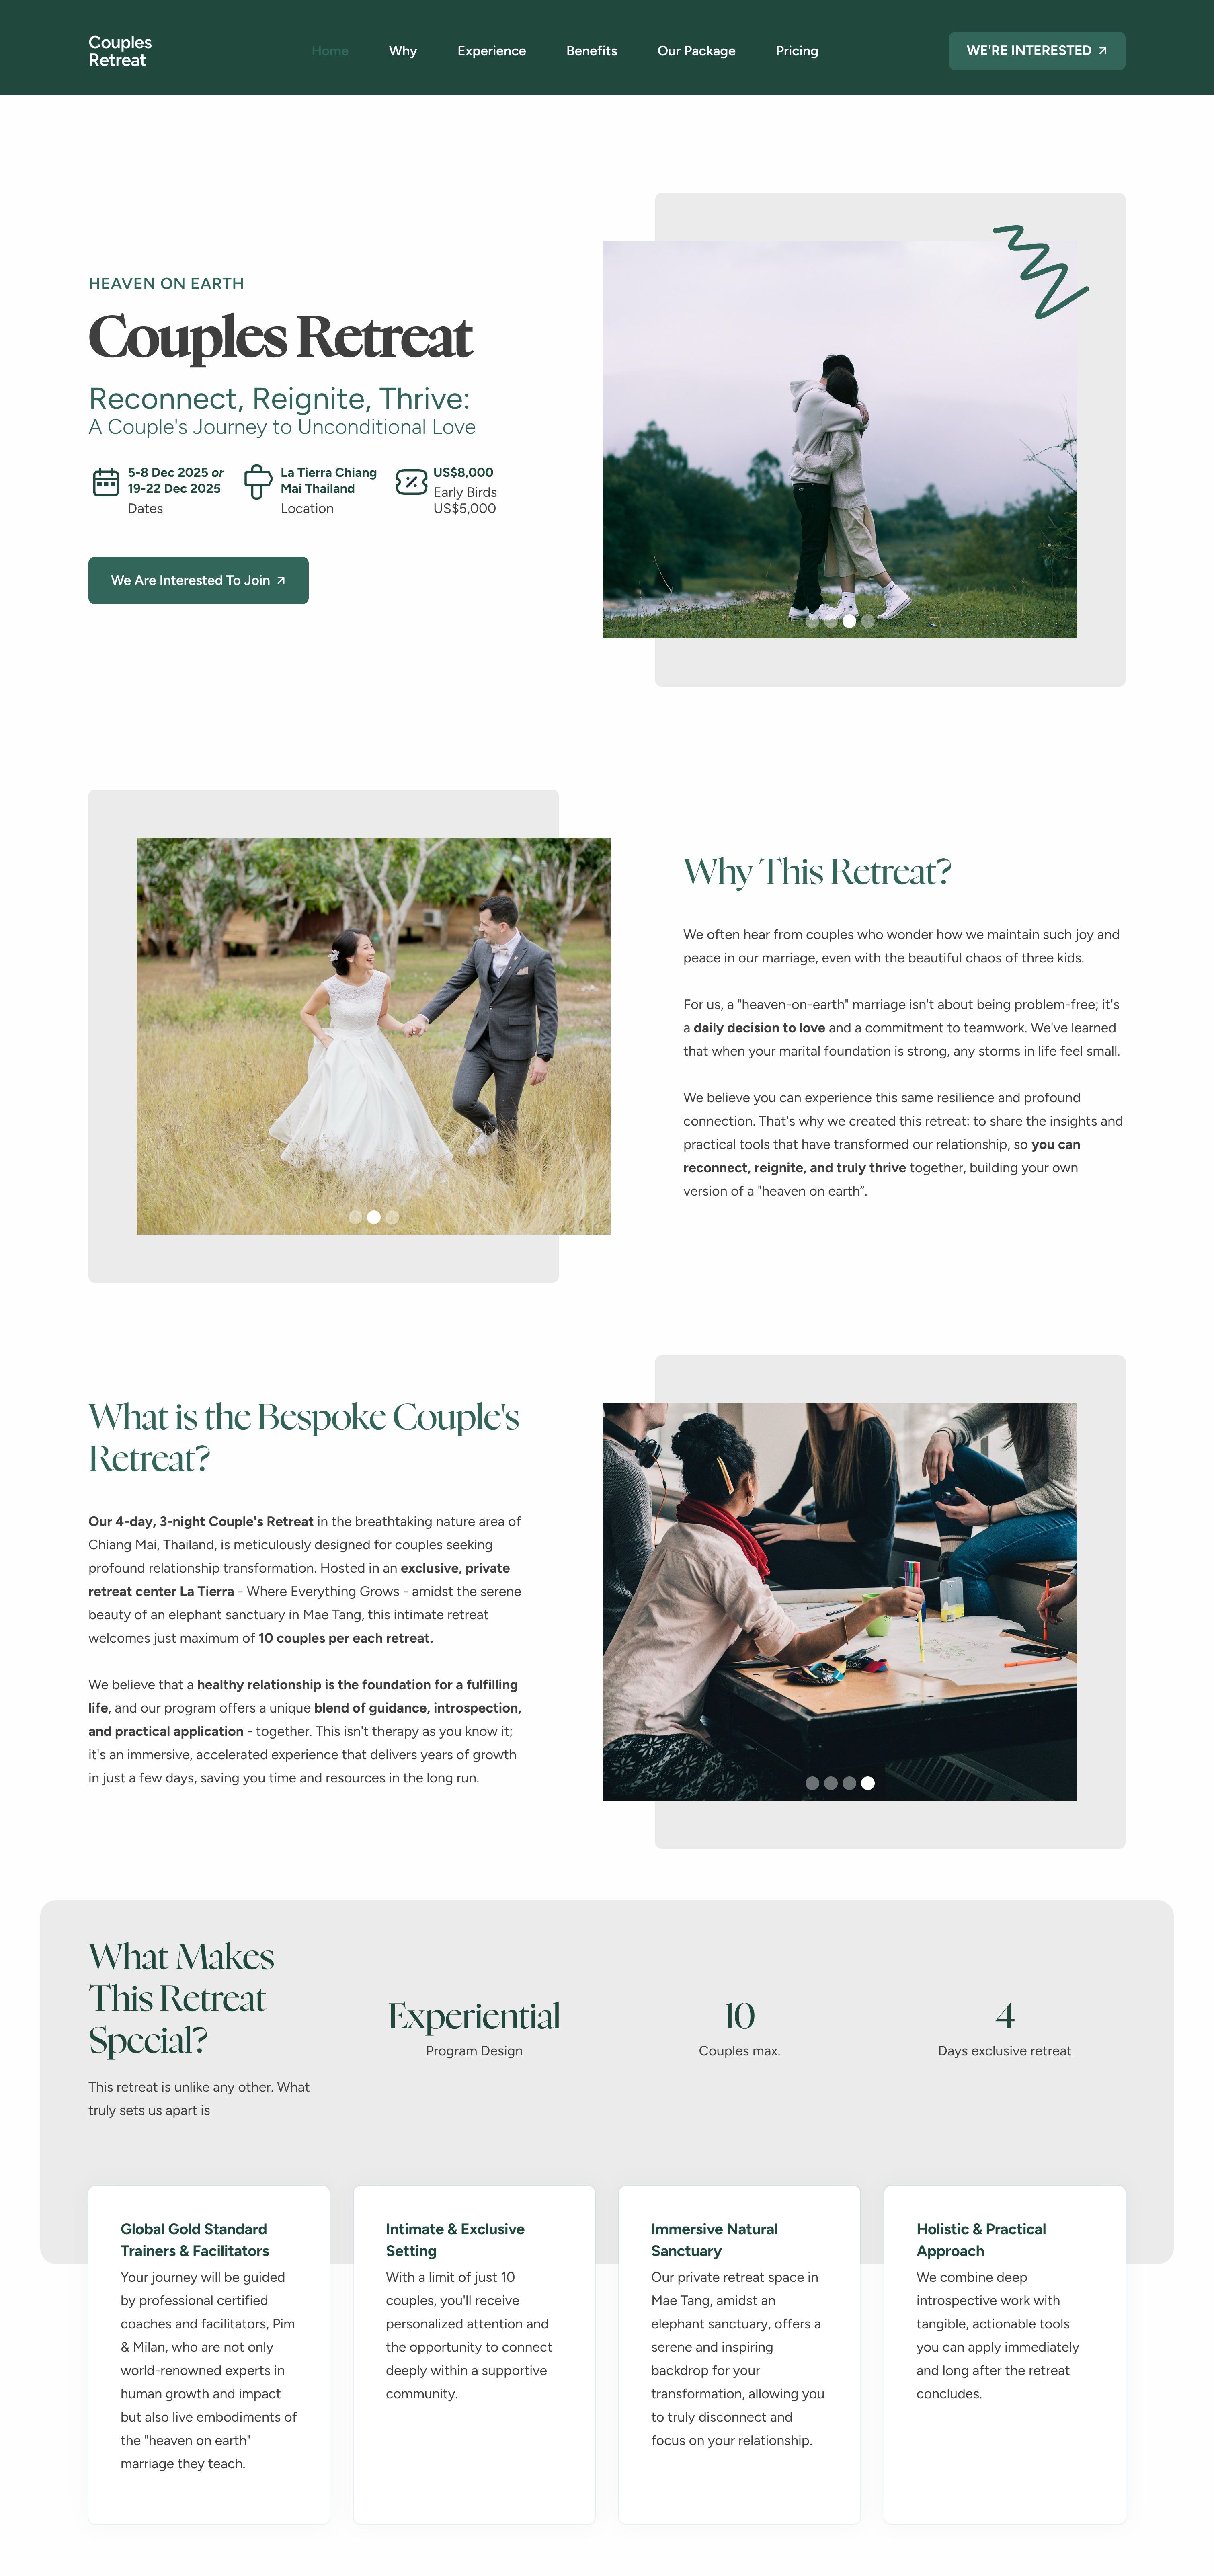 Couples
Retreat
Home
Why
Experience
Benefits
Our Package
Pricing
WE'RE INTERESTED
HEAVEN ON EARTH
Couples Retreat
Reconnect, Reignite, Thrive:
A Couple's Journey to Unconditional Love
5-8 Dec 2025 or
19-22 Dec 2025
Dates
La Tierra Chiang
Mai Thailand
Location
US$8,000
Early Birds
US$5,000
We Are Interested To Join
Why This Retreat?
We often hear from couples who wonder how we maintain such joy and
peace in our marriage, even with the beautiful chaos of three kids.
For us, a "heaven-on-earth" marriage isn't about being problem-free; it's
a daily decision to love and a commitment to teamwork. We've learned
that when your marital foundation is strong, any storms in life feel small.
We believe you can experience this same resilience and profound
connection. That's why we created this retreat: to share the insights and
practical tools that have transformed our relationship, so you can
reconnect, reignite, and truly thrive together, building your own
version of a "heaven on earth”.
What is the Bespoke Couple's
Retreat?
Our 4-day, 3-night Couple's Retreat in the breathtaking nature area of
Chiang Mai, Thailand, is meticulously designed for couples seeking
profound relationship transformation. Hosted in an exclusive, private
retreat center La Tierra - Where Everything Grows - amidst the serene
beauty of an elephant sanctuary in Mae Tang, this intimate retreat
welcomes just maximum of 10 couples per each retreat.
We believe that a healthy relationship is the foundation for a fulfilling
life, and our program offers a unique blend of guidance, introspection,
and practical application - together. This isn't therapy as you know it;
it's an immersive, accelerated experience that delivers years of growth
in just a few days, saving you time and resources in the long run.
What Makes
This Retreat
Special?
This retreat is unlike any other. What
truly sets us apart is
Experiential
Program Design
10
Couples max.
4
Days exclusive retreat
Global Gold Standard
Trainers & Facilitators
Your journey will be guided
by professional certified
coaches and facilitators, Pim
& Milan, who are not only
world-renowned experts in
human growth and impact
but also live embodiments of
the "heaven on earth"
marriage they teach.
Intimate & Exclusive
Setting
With a limit of just 10
couples, you'll receive
personalized attention and
the opportunity to connect
deeply within a supportive
community.
Immersive Natural
Sanctuary
Our private retreat space in
Mae Tang, amidst an
elephant sanctuary, offers a
serene and inspiring
backdrop for your
transformation, allowing you
to truly disconnect and
focus on your relationship.
Holistic & Practical
Approach
We combine deep
introspective work with
tangible, actionable tools
you can apply immediately
and long after the retreat
concludes.